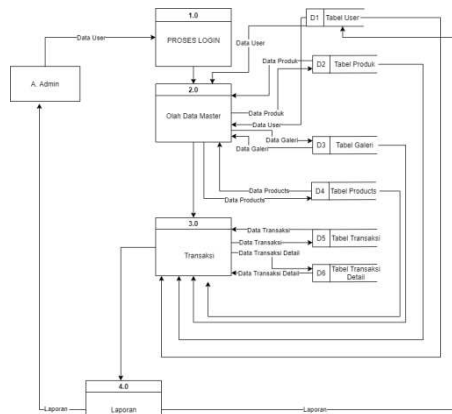 1.0
PROSES LOGIN
D1 Tabel User
Data User
Data User
A. Admin
D2 Tabel Produk
Data Produk
2.0
Olah Data Master
Data Produk
Data User
Data Galeri
Data Galeri
D3 Tabel Galeri
Data Products
Data Products
D4 Tabel Products
3.0
Transaksi
Data Transaksi
Data Transaksi
Data Transaksi Detail
Data Transaksi Detail
D5 Tabel Transaksi
D6 Tabel Transaksi
Detail
4.0
Laporan
Laporan
Laporan